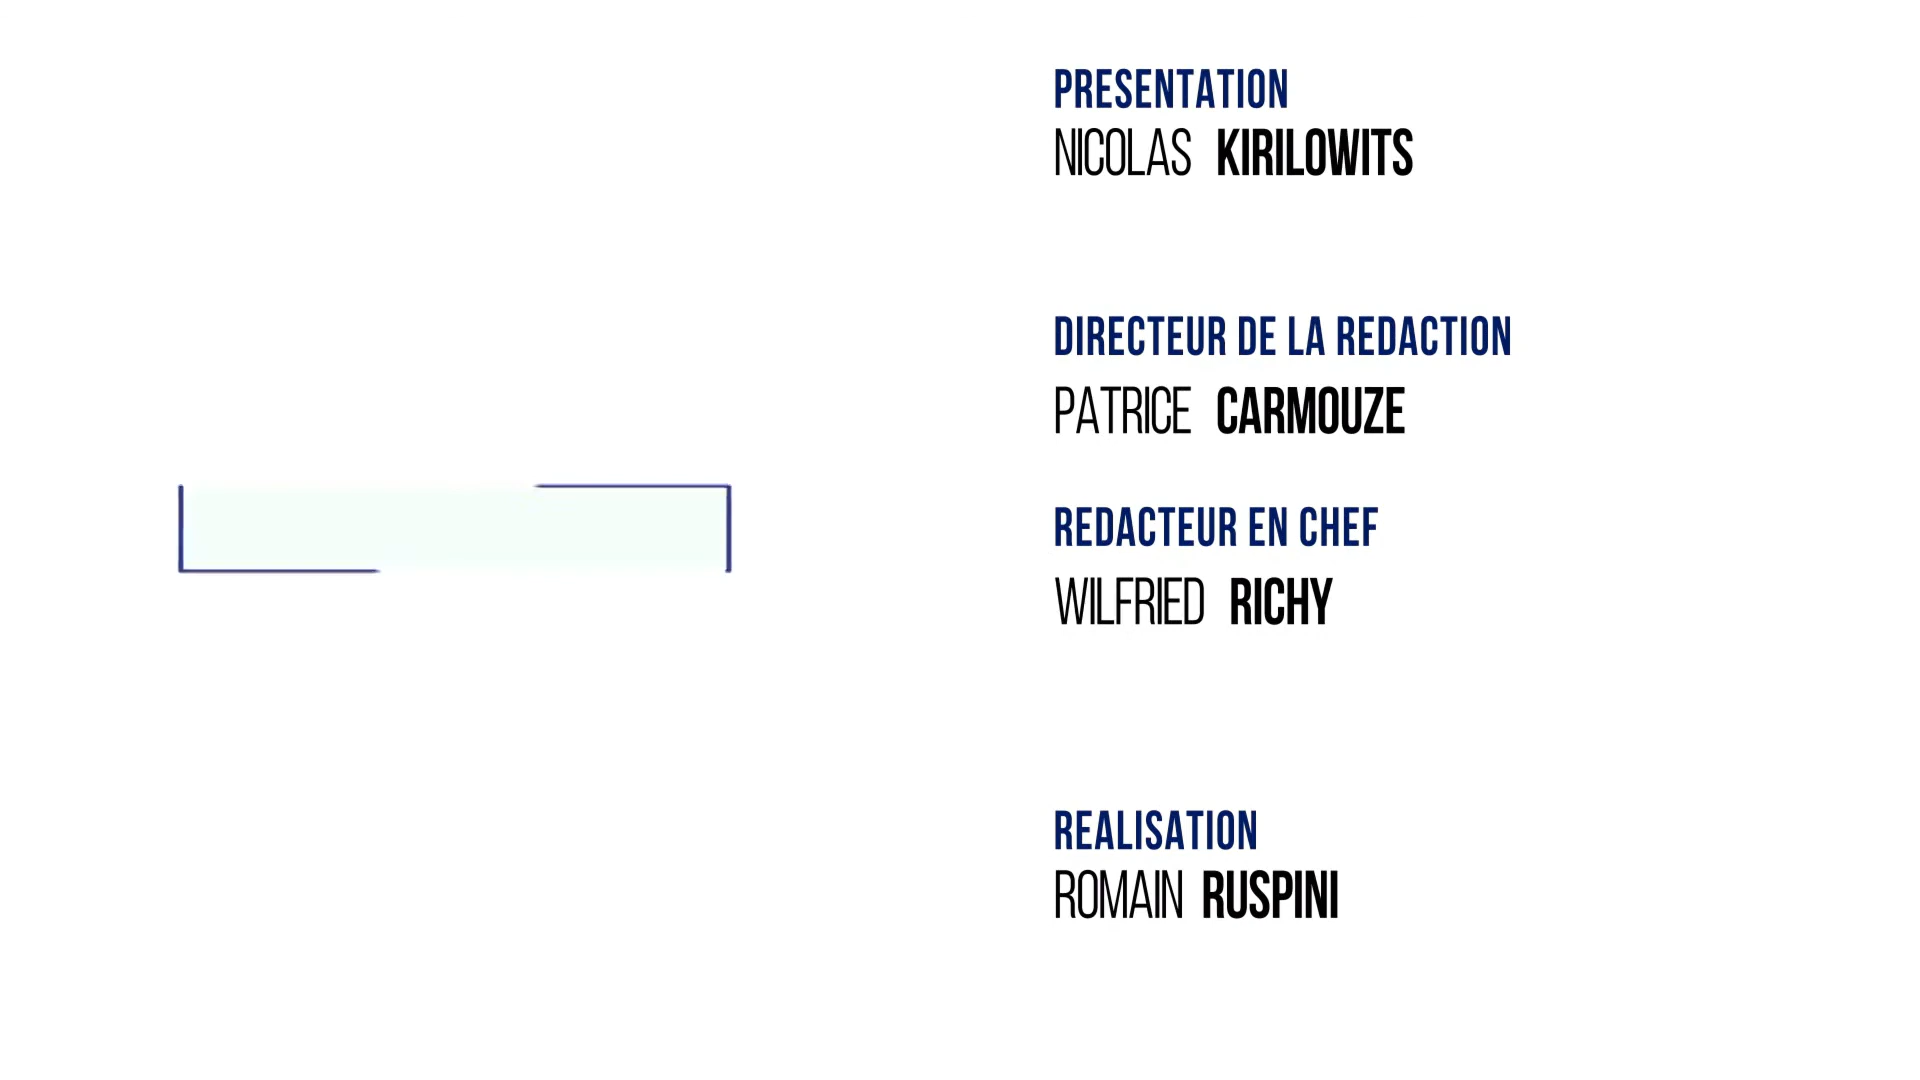 PRESENTATION
NICOLAS KIRILOWITS
DIRECTEUR DE LA REDACTION
PATRICE CARMOUZE
REDACTEUR EN CHEF
WILFRIED RICHY
REALISATION
ROMAIN RUSPINI